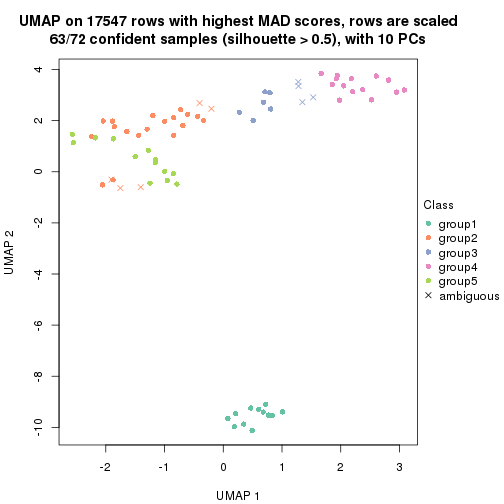 UMAP on 17547 rows with highest MAD scores, rows are scaled
63/72 confident samples (silhouette > 0.5), with 10 PCs
4
2
0
-2
-4
-6
-8
-10
UMAP 2
-2
-1
0
1
2
3
UMAP 1
Class
group1
group2
group3
group4
group5
ambiguous